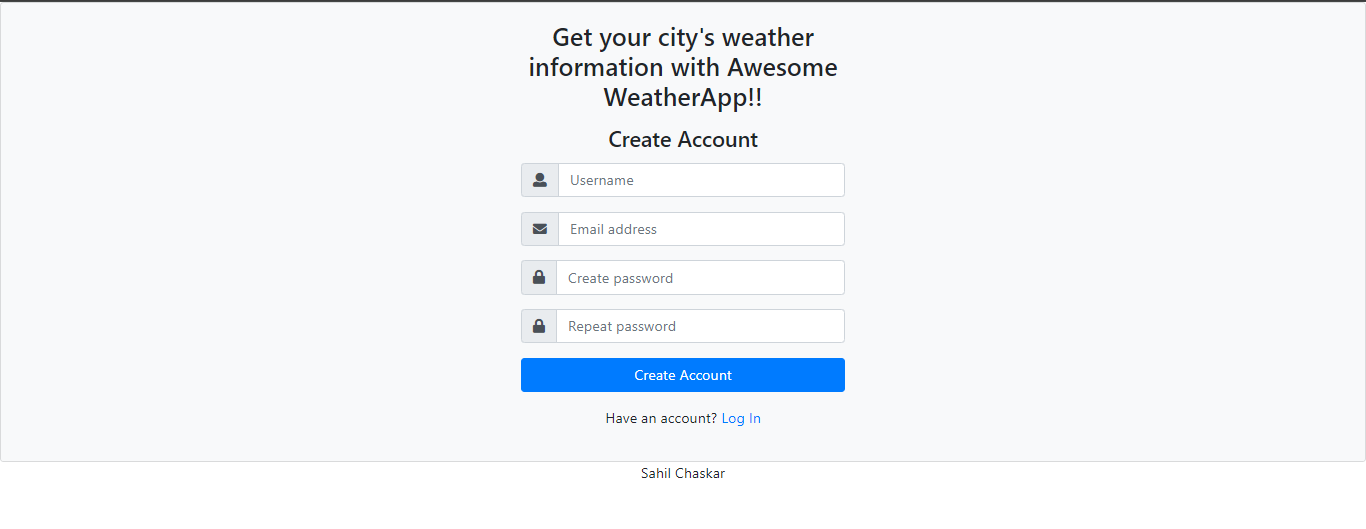 Get your city's weather
information with Awesome
WeatherApp!!
Create Account
Username
Email address
Create password
Repeat password
Create Account
Have an account? Log In
Sahil Chaskar